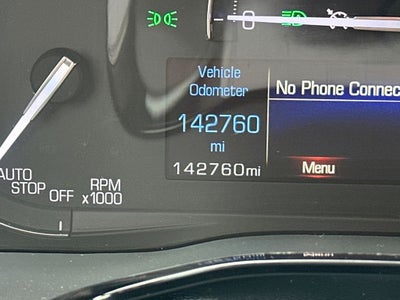 Vehicle
Odometer
142760
mi
142760mi
No Phone Connec
Menu
AUTO
STOP
OFF
RPM
x1000